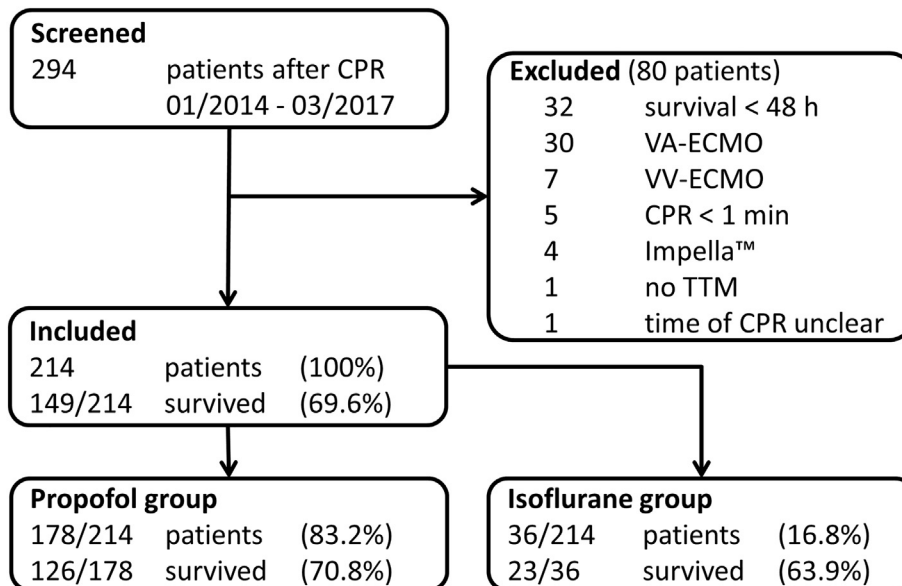 Screened
294 patients after CPR
01/2014 - 03/2017
Excluded (80 patients)
32 survival < 48 h
30 VA-ECMO
7 VV-ECMO
5 CPR < 1 min
4 Impella™
1 no TTM
1 time of CPR unclear
Included
214 patients (100%)
149/214 survived (69.6%)
Propofol group
178/214 patients (83.2%)
126/178 survived (70.8%)
Isoflurane group
36/214 patients (16.8%)
23/36 survived (63.9%)